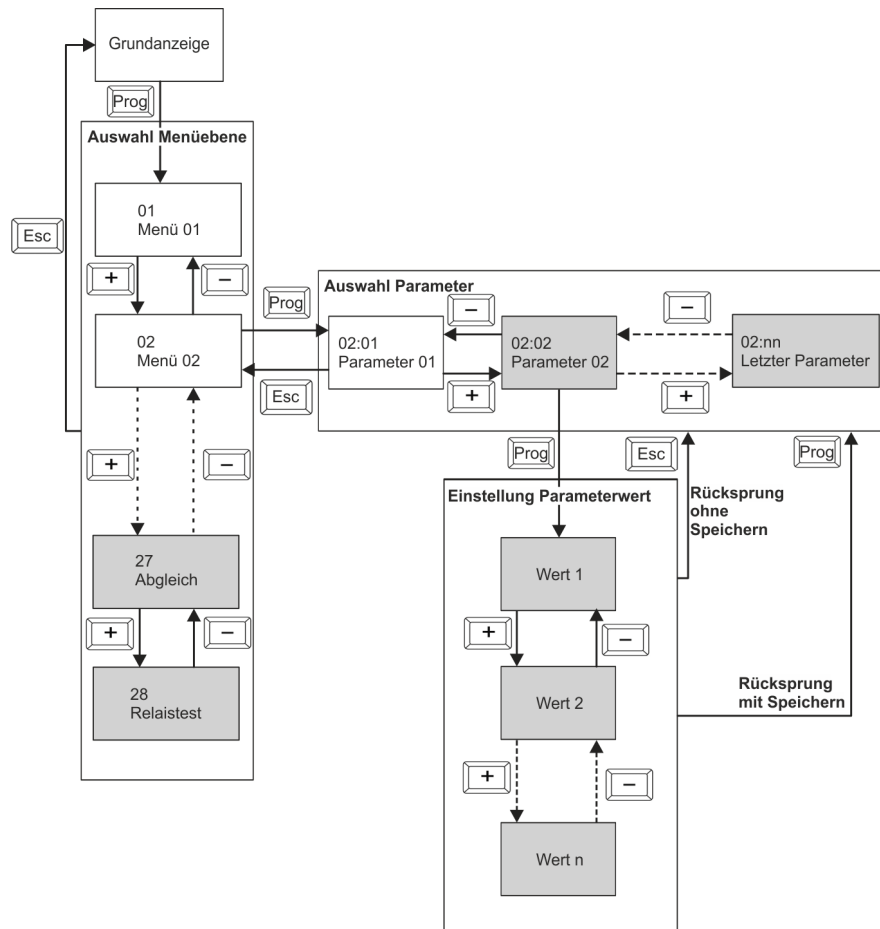 Grundanzeige
Prog
Auswahl Menüebene
01
Menü 01
Esc
+
−
02
Menü 02
+
−
27
Abgleich
+
−
28
Relaistest
Prog
Esc
Auswahl Parameter
02:01
Parameter 01
−
+
02:02
Parameter 02
−
+
02:nn
Letzter Parameter
Prog
Esc
Prog
Einstellung Parameterwert
Rücksprung
ohne
Speichern
Wert 1
+
−
Wert 2
Rücksprung
mit Speichern
+
−
Wert n